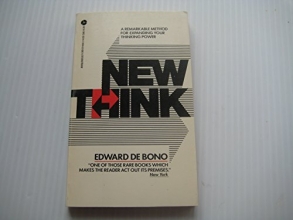 A REMARKABLE METHOD
FOR EXPANDING YOUR
THINKING POWER
NEW
THINK
EDWARD DE BONO
"ONE OF THOSE RARE BOOKS WHICH
MAKES THE READER ACT OUT ITS PREMISES."
New York